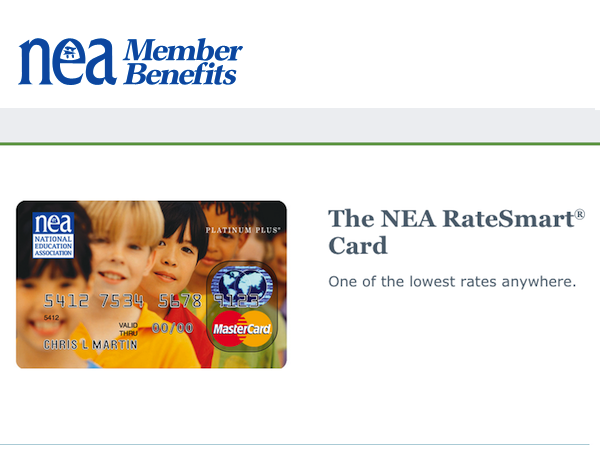 nea Member
Benefits
nea
NATIONAL
EDUCATION
ASSOCIATION
PLATINUM PLUS®
5412 7534 5678 9123
5412
VALID
THRU
00/00
CHRIS L MARTIN
MasterCard
The NEA RateSmart®
Card
One of the lowest rates anywhere.